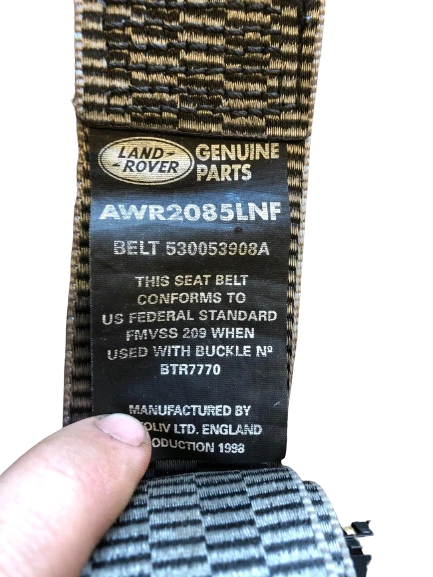 LAND-
-ROVER
GENUINE
PARTS
AWR2085LNF
BELT 530053908A
THIS SEAT BELT
CONFORMS TO
US FEDERAL STANDARD
FMVSS 209 WHEN
USED WITH BUCKLE Nº
BTR7770
MANUFACTURED BY
LTD. ENGLAND
1998